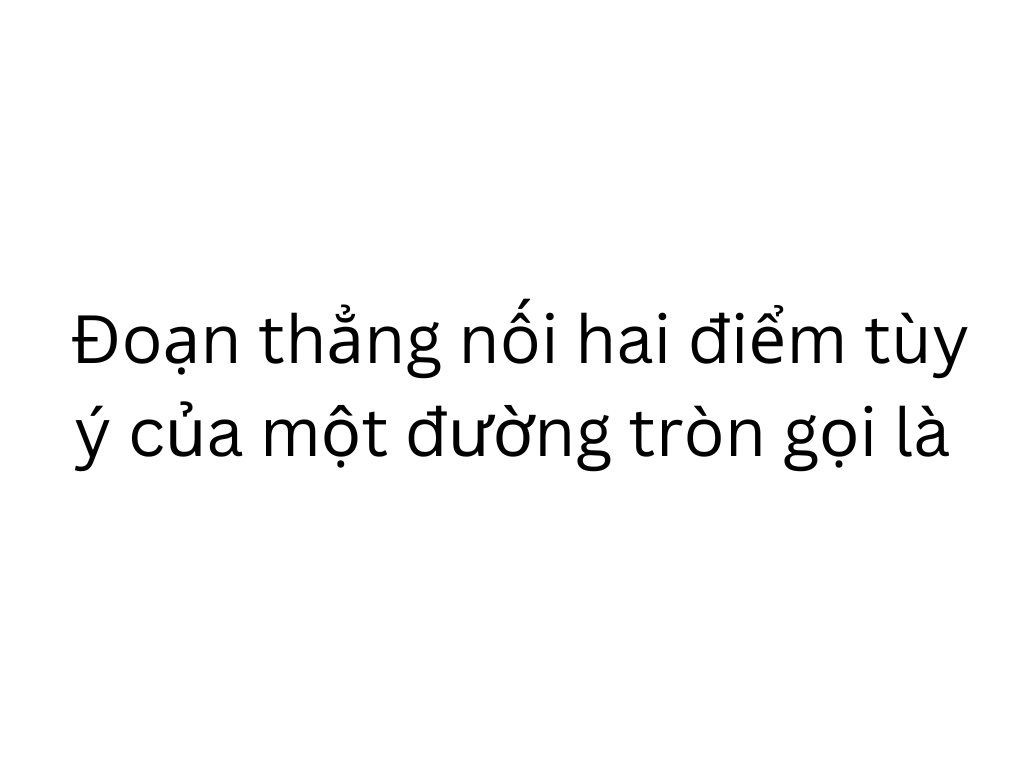 Đoạn thẳng nối hai điểm tùy
ý của một đường tròn gọi là